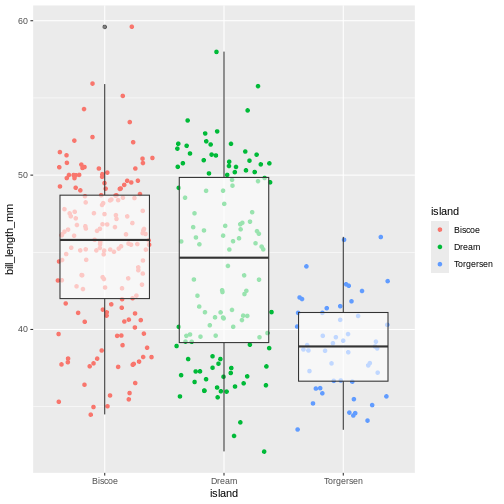 60
50
40
bill_length_mm
Biscoe
Dream
Torgersen
island
island
Biscoe
Dream
Torgersen